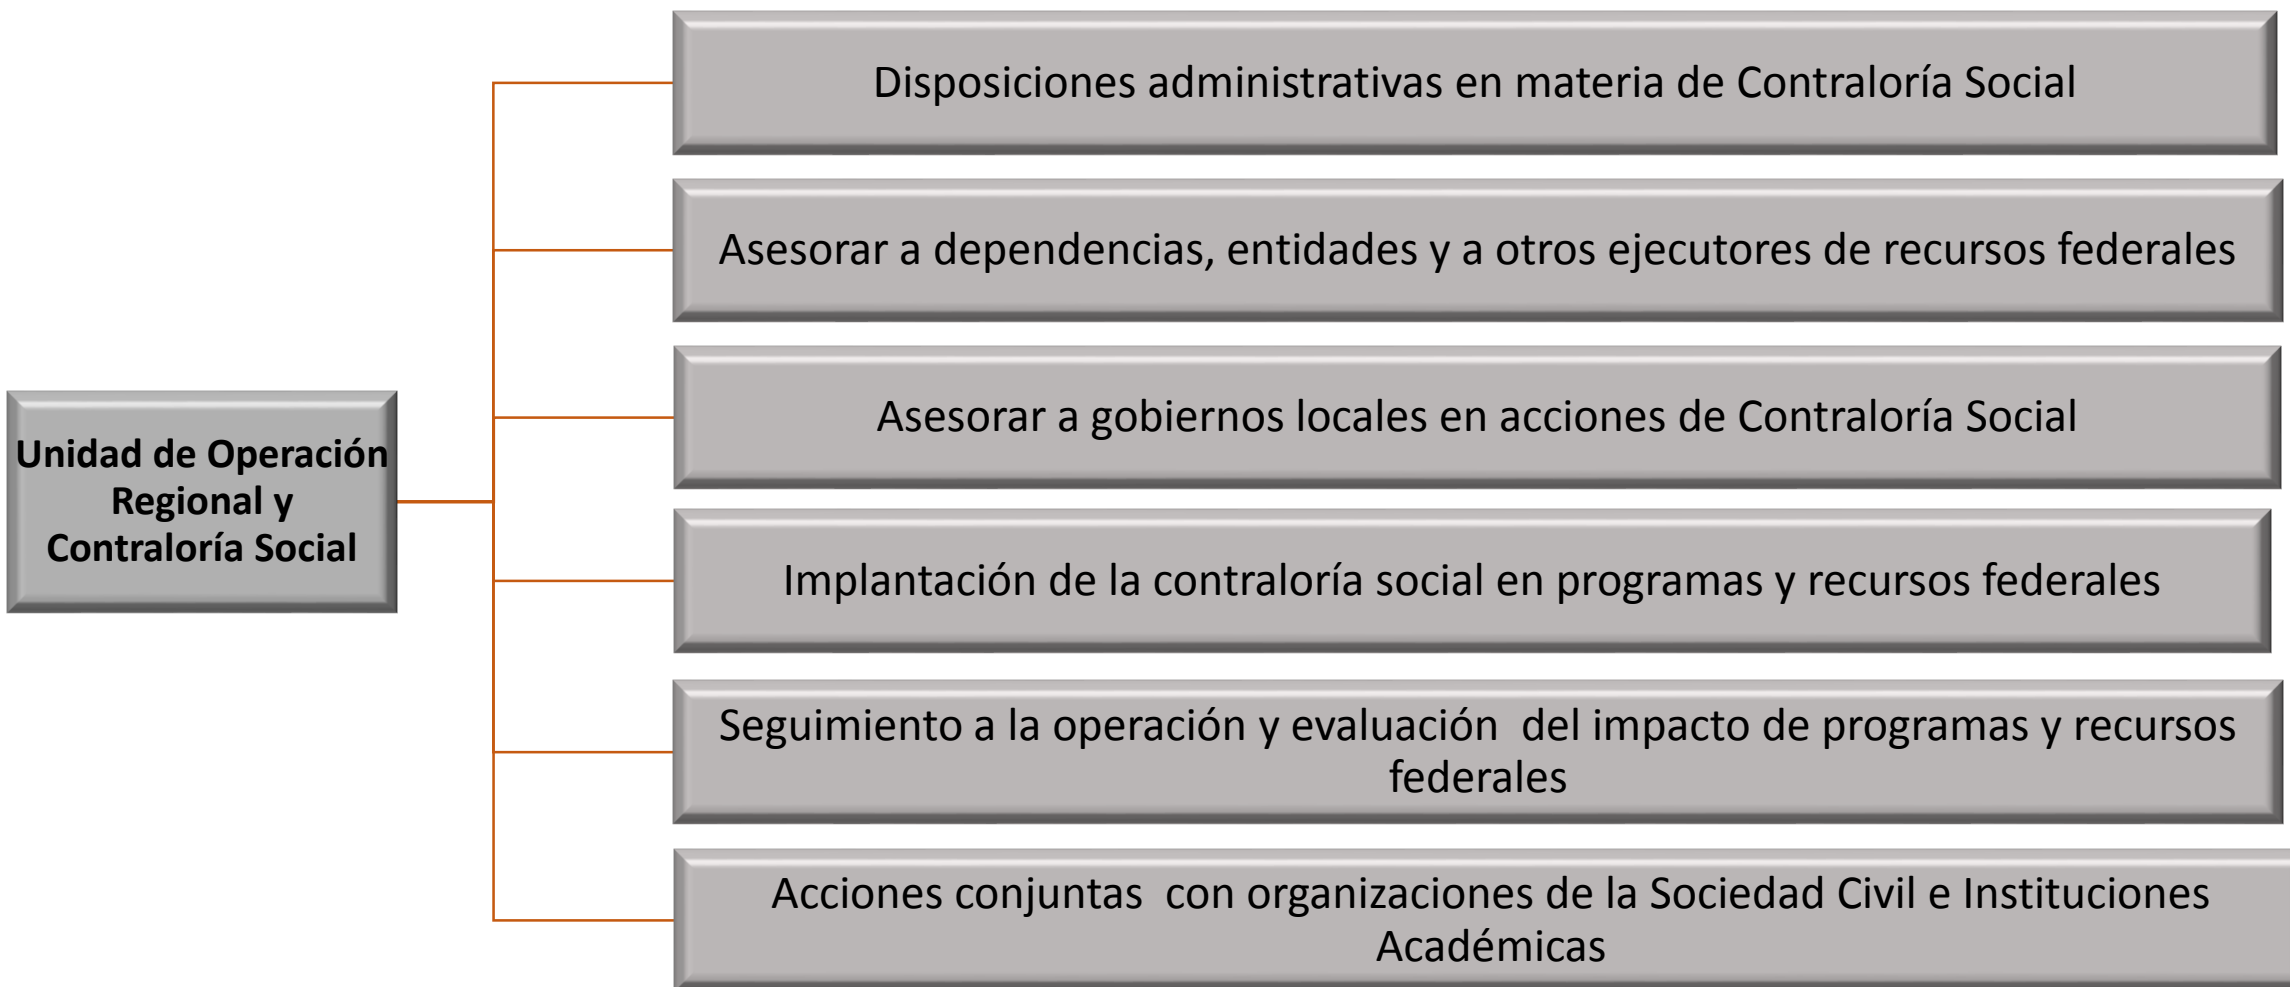 Disposiciones administrativas en materia de Contraloría Social
Asesorar a dependencias, entidades y a otros ejecutores de recursos federales
Asesorar a gobiernos locales en acciones de Contraloría Social
Unidad de Operación
Regional y
Contraloría Social
Implantación de la contraloría social en programas y recursos federales
Seguimiento a la operación y evaluación  del impacto de programas y recursos
federales
Acciones conjuntas  con organizaciones de la Sociedad Civil e Instituciones
Académicas